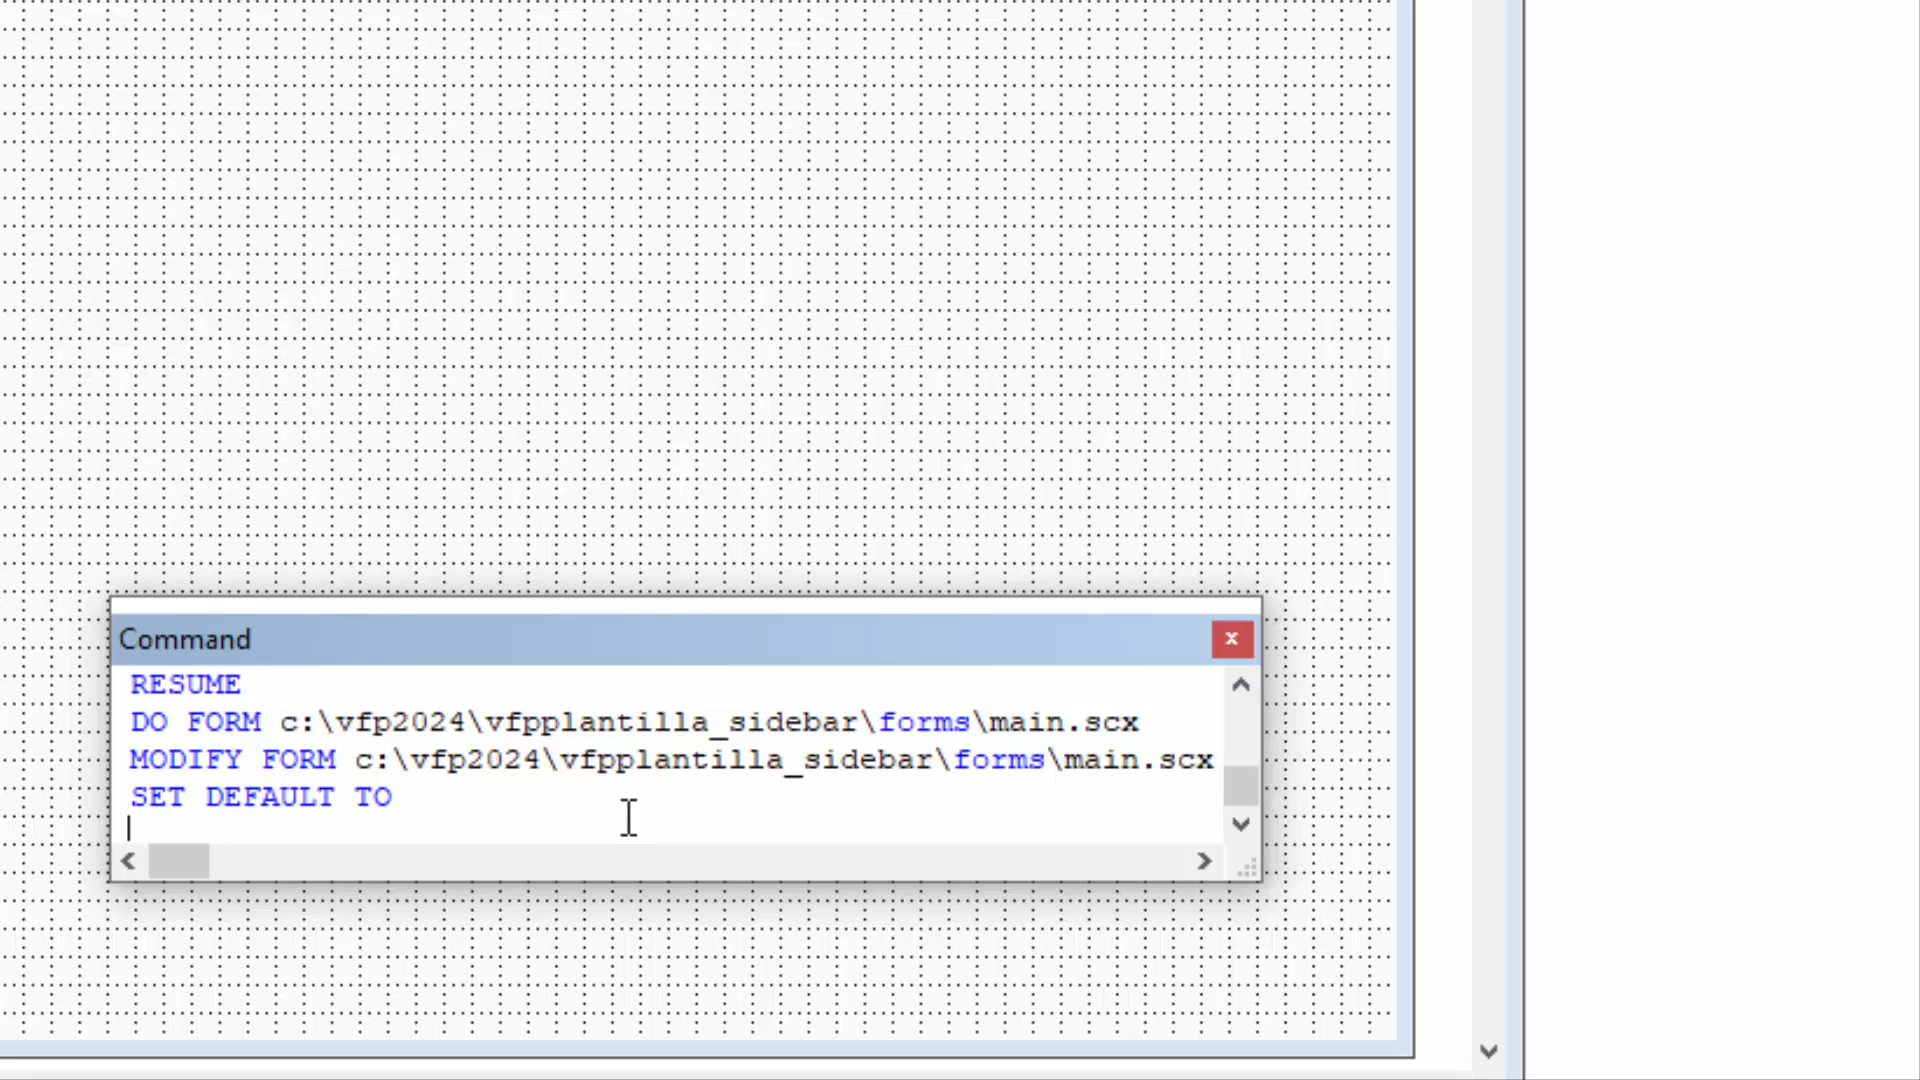 Command
RESUME
DO FORM c:\vfp2024\vfpplantilla_sidebar\forms\main.scx
MODIFY FORM c:\vfp2024\vfpplantilla_sidebar\forms\main.scx
SET DEFAULT TO